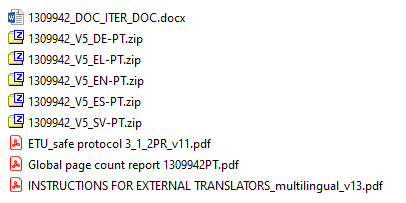 1309942_DOC_ITER_DOC.docx
1309942_V5_DE-PT.zip
1309942_V5_EL-PT.zip
1309942_V5_EN-PT.zip
1309942_V5_ES-PT.zip
1309942_V5_SV-PT.zip
ETU_safe protocol 3_1_2PR_v11.pdf
Global page count report 1309942PT.pdf
INSTRUCTIONS FOR EXTERNAL TRANSLATORS_multilingual_v13.pdf